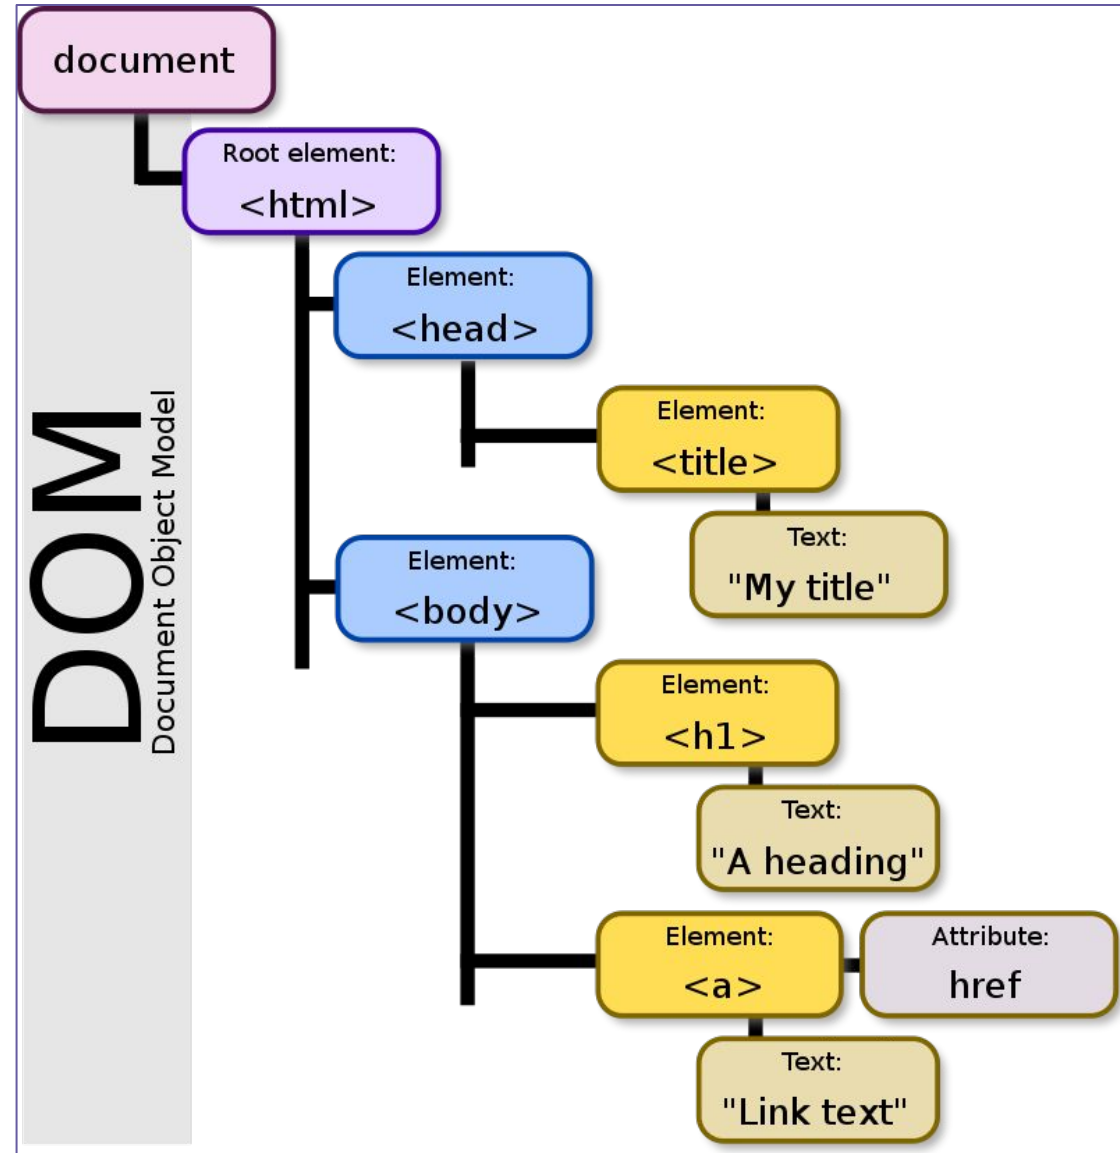 document
Root element:
<html>
Element:
<head>
Element:
<title>
Text:
"My title"
Element:
<body>
Element:
<h1>
Text:
"A heading"
Element:
<a>
Attribute:
href
Text:
"Link text"
DOM
Document Object Model